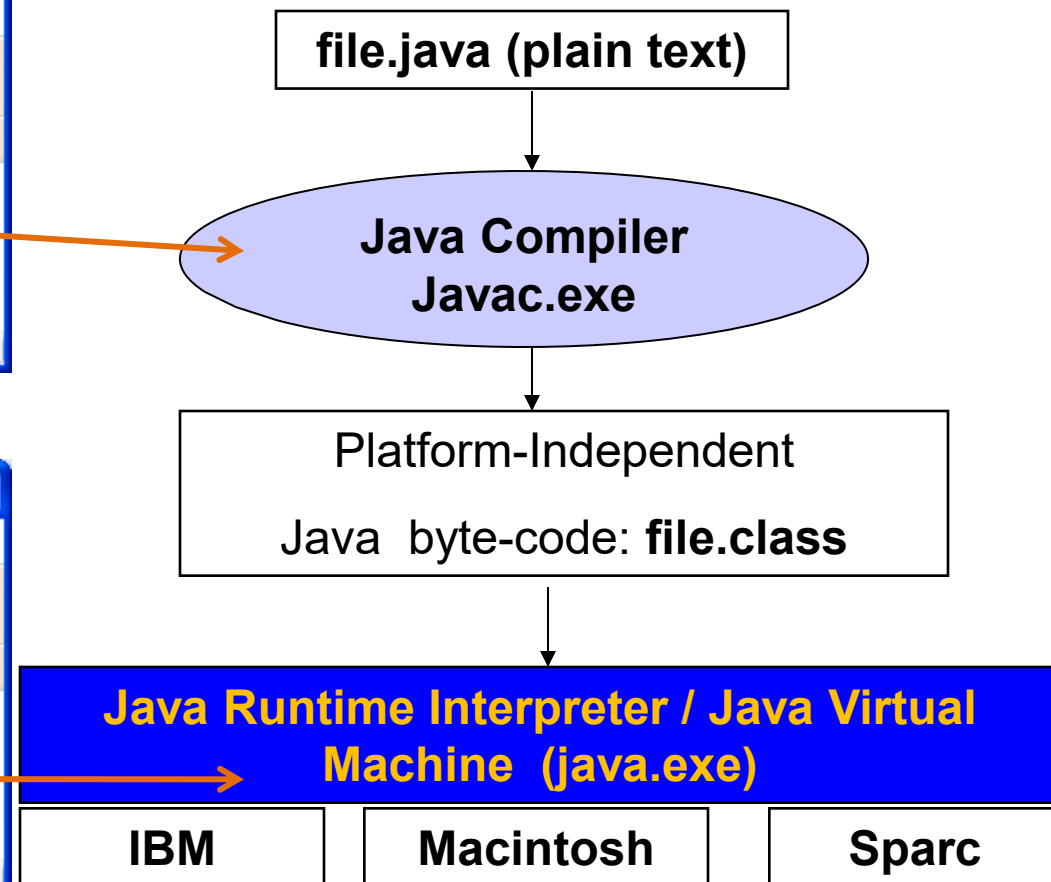 file.java (plain text)
Java Compiler
Javac.exe
Platform-Independent
Java byte-code: file.class
Java Runtime Interpreter / Java Virtual
Machine (java.exe)
IBM
Macintosh
Sparc